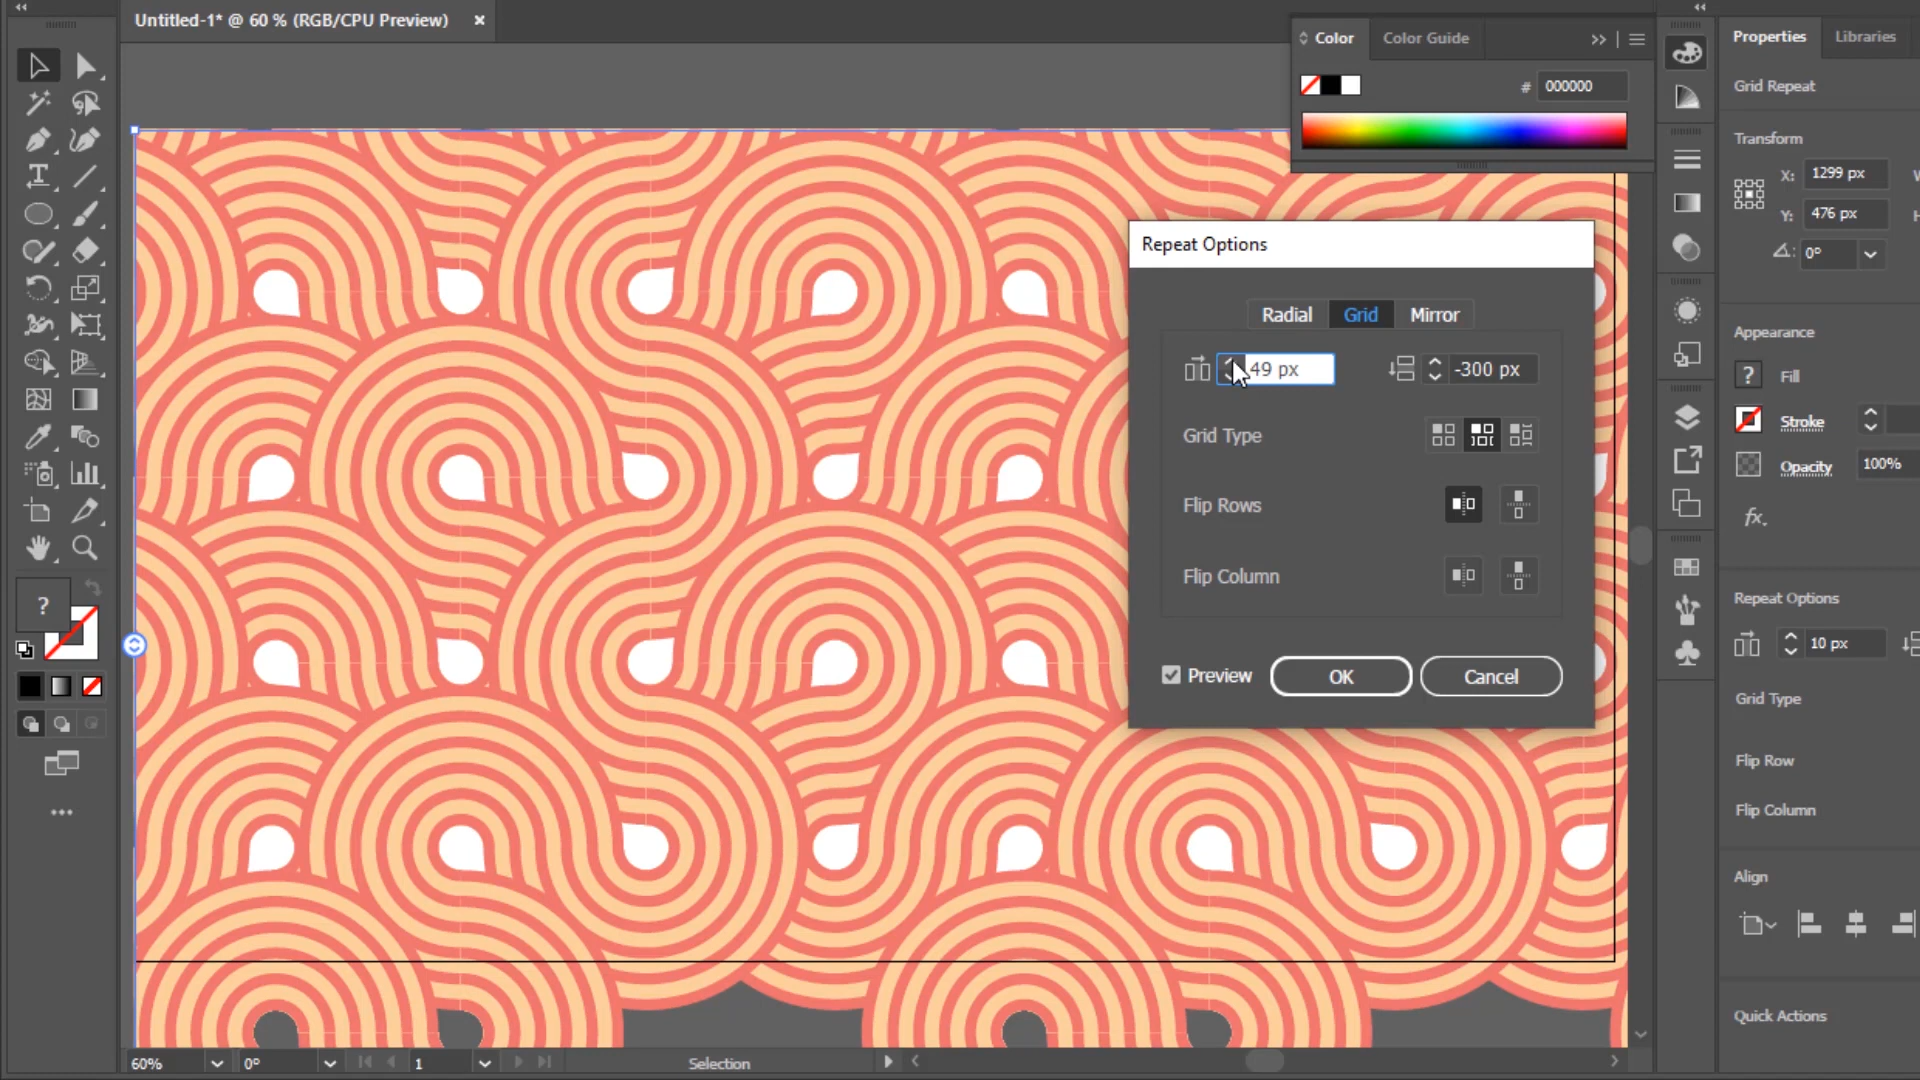 Untitled-1* @ 60 % (RGB/CPU Preview) ×
Color
Color Guide
# 000000
Properties
Libraries
Grid Repeat
Transform
X: 1299 px
Y: 476 px
0°
Appearance
? Fill
Stroke
Opacity 100%
fx.
Repeat Options
10 px
Grid Type
Flip Row
Flip Column
Align
Quick Actions
Repeat Options
Radial Grid Mirror
49 px
-300 px
Grid Type
Flip Rows
Flip Column
Preview OK Cancel
?
60% 0° 1 Selection